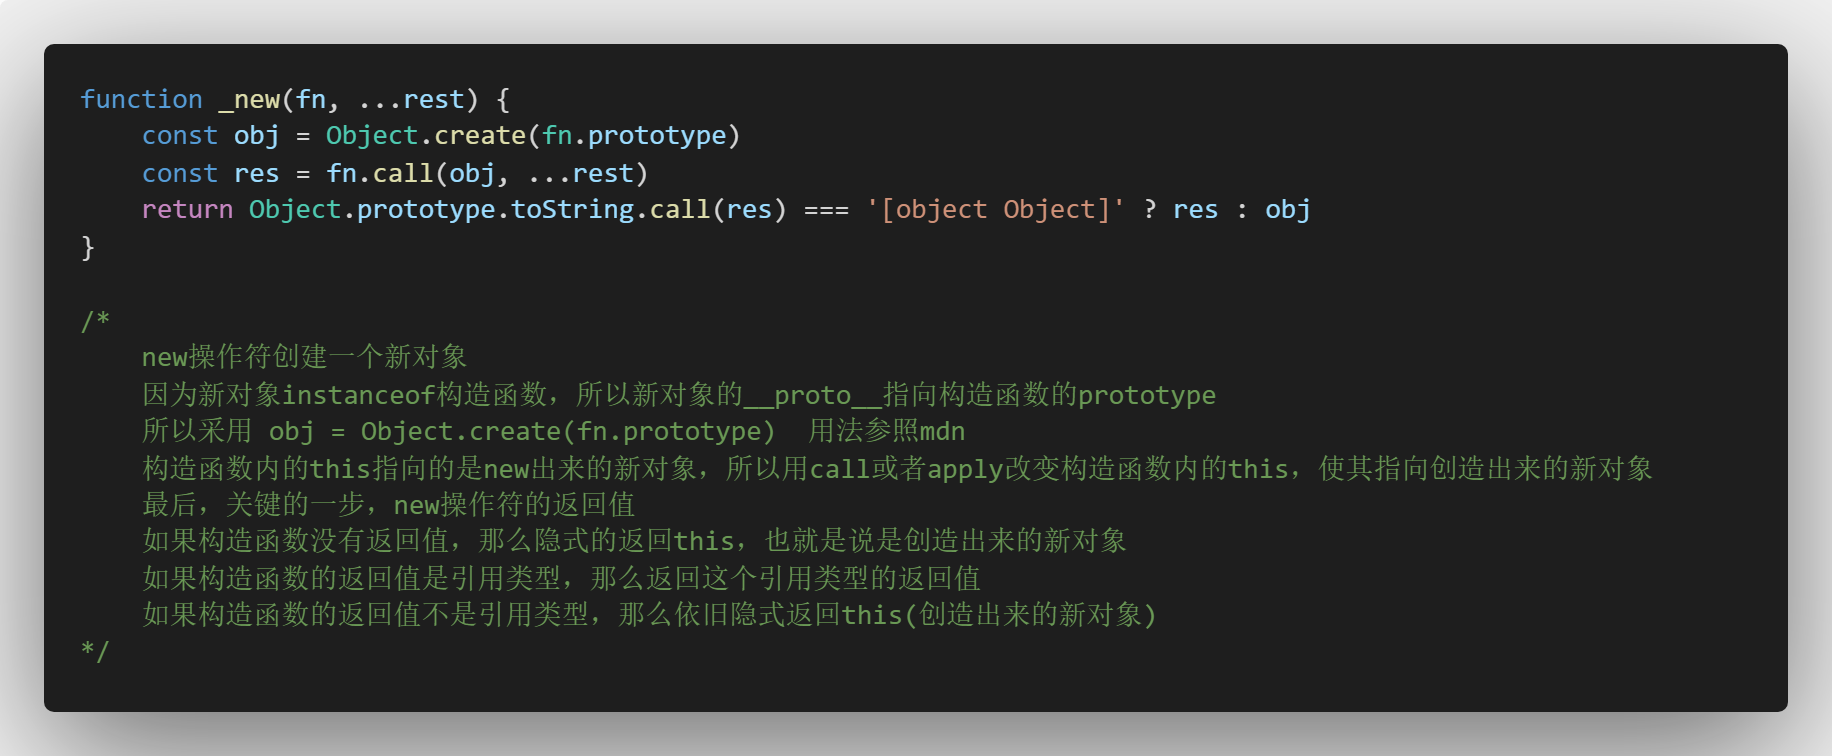 function _new(fn, ...rest) {
    const obj = Object.create(fn.prototype)
    const res = fn.call(obj, ...rest)
    return Object.prototype.toString.call(res) === '[object Object]' ? res : obj
}
/*
    new操作符创建一个新对象
    因为新对象instanceof构造函数，所以新对象的__proto__指向构造函数的prototype
    所以采用 obj = Object.create(fn.prototype)  用法参照mdn
    构造函数内的this指向的是new出来的新对象，所以用call或者apply改变构造函数内的this，使其指向创造出来的新对象
    最后，关键的一步，new操作符的返回值
    如果构造函数没有返回值，那么隐式的返回this，也就是说是创造出来的新对象
    如果构造函数的返回值是引用类型，那么返回这个引用类型的返回值
    如果构造函数的返回值不是引用类型，那么依旧隐式返回this(创造出来的新对象)
*/